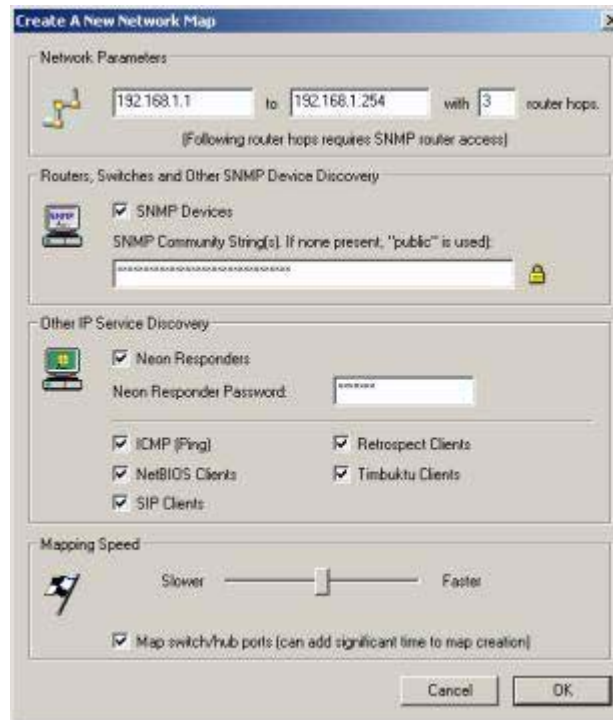 Create A New Network Map
Network Parameters
192.168.1.1 to 192.168.1.254 with 3 router hops.
(Following router hops requires SNMP router access)
Routers, Switches and Other SNMP Device Discovery
SNMP
SNMP Devices
SNMP Community String(s). If none present, "public" is used):
Other IP Service Discovery
Neon Responders
Neon Responder Password:
ICMP (Ping) Retrospect Clients
NetBIOS Clients Timbuktu Clients
SIP Clients
Mapping Speed
Slower Faster
Map switch/hub ports (can add significant time to map creation)
Cancel OK